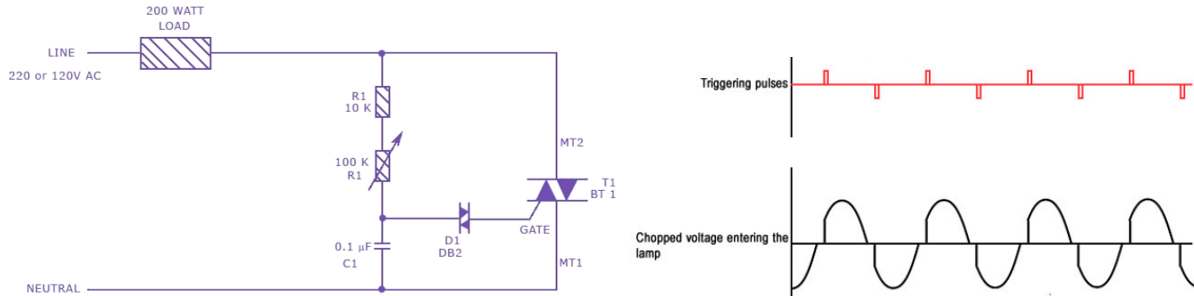 200 WATT
LOAD
LINE
220 or 120V AC
R1
10 K
100 K
R1
MT2
T1
BT 1
GATE
D1
DB2
0.1 µF
C1
MT1
NEUTRAL
Triggering pulses
Chopped voltage entering the
lamp